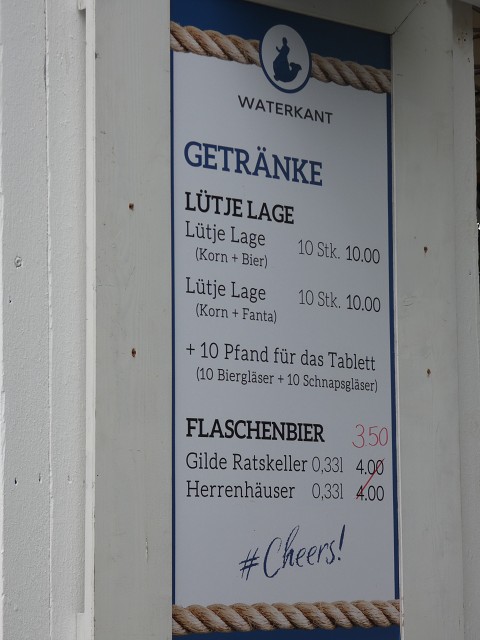 WATERKANT
GETRÄNKE
LÜTJE LAGE
Lütje Lage 10 Stk. 10.00
(Korn + Bier)
Lütje Lage 10 Stk. 10.00
(Korn + Fanta)
+ 10 Pfand für das Tablett
(10 Biergläser + 10 Schnapsgläser)
FLASCHENBIER 3.50
Gilde Ratskeller 0,33l 4.00
Herrenhäuser 0,33l 4.00
#Cheers!